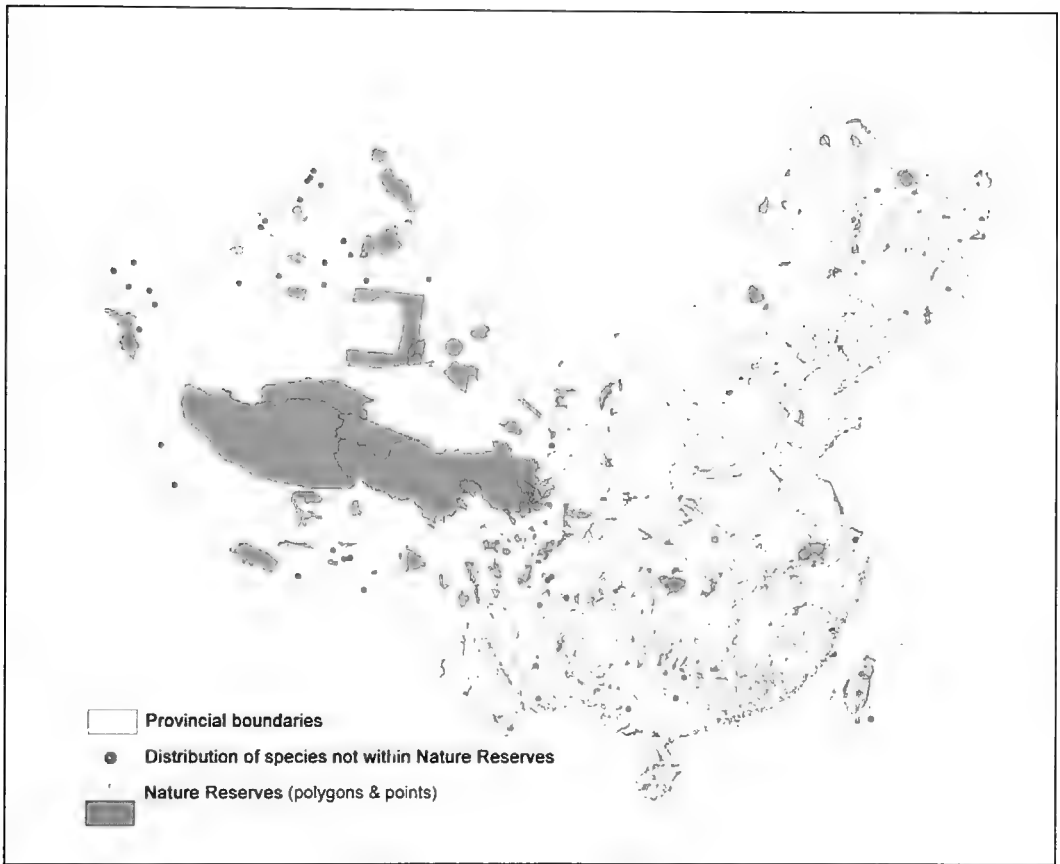 Provincial boundaries
Distribution of species not within Nature Reserves
Nature Reserves (polygons & points)